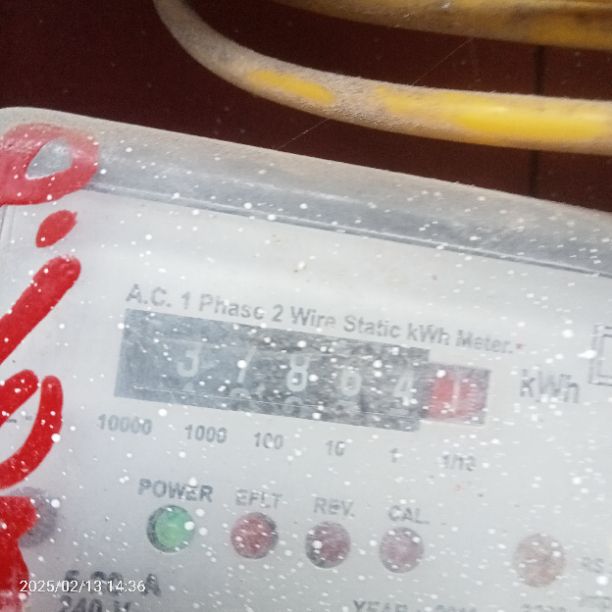 A.C. 1 Phase 2 Wire Static kWh Meter.*
3 7 8 6 4 1 kWh
10000 1000 100 10 1 1/10
POWER EFLT REV. CAL.
2025/02/13 14:36